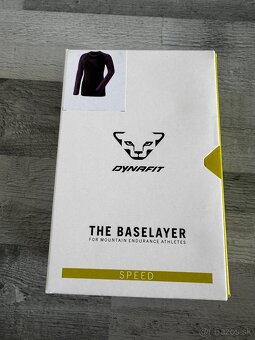 DYNAFIT
THE BASELAYER
FOR MOUNTAIN ENDURANCE ATHLETES
SPEED
bazos.sk